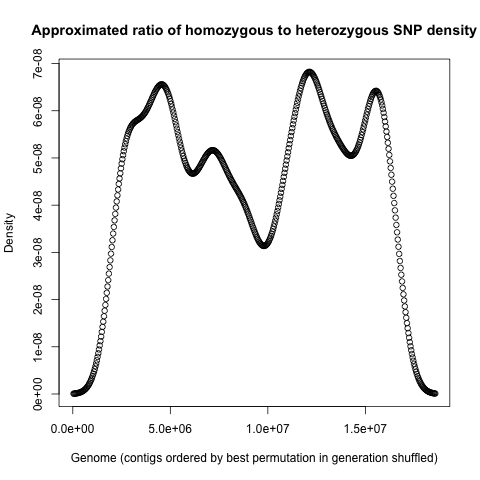 Approximated ratio of homozygous to heterozygous SNP density
Density
7e-08
6e-08
5e-08
4e-08
3e-08
2e-08
1e-08
0e+00
0.0e+00 5.0e+06 1.0e+07 1.5e+07
Genome (contigs ordered by best permutation in generation shuffled)